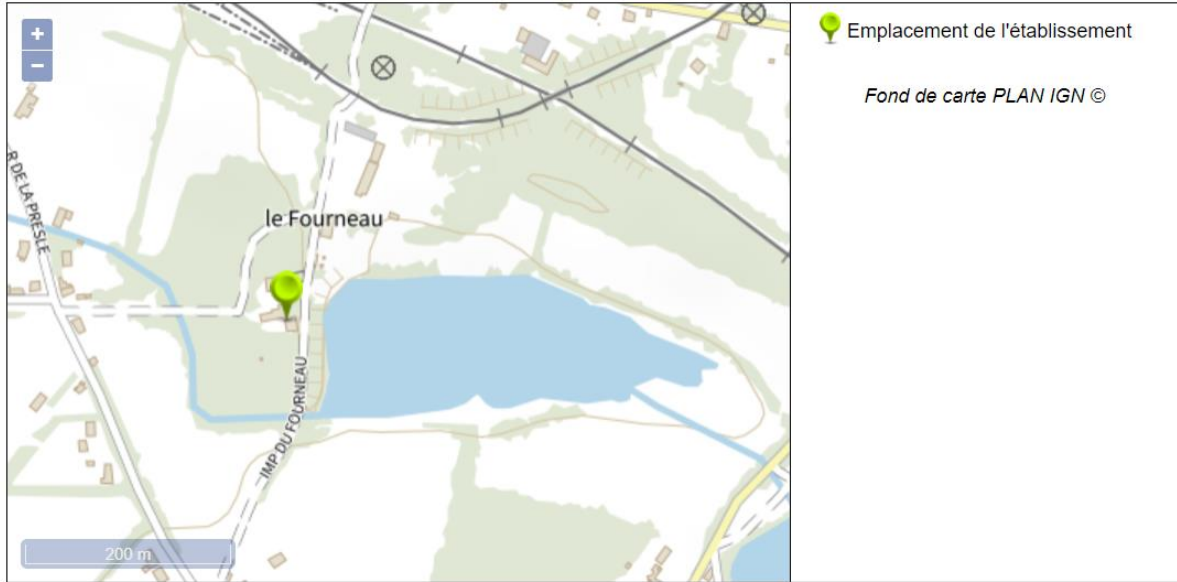 +
–
R DE LA PRESLE
le Fourneau
IMP DU FOURNEAU
200 m
Emplacement de l'établissement
Fond de carte PLAN IGN ©